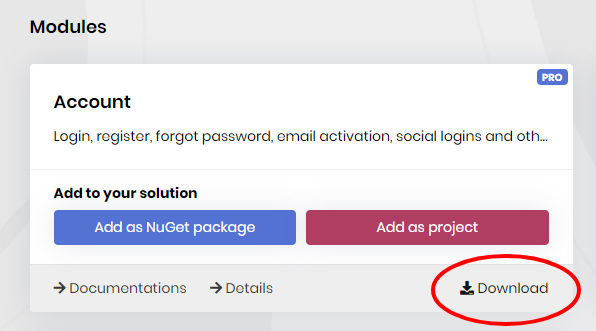 Modules
PRO
Account
Login, register, forgot password, email activation, social logins and oth...
Add to your solution
Add as NuGet package Add as project
Documentations Details Download